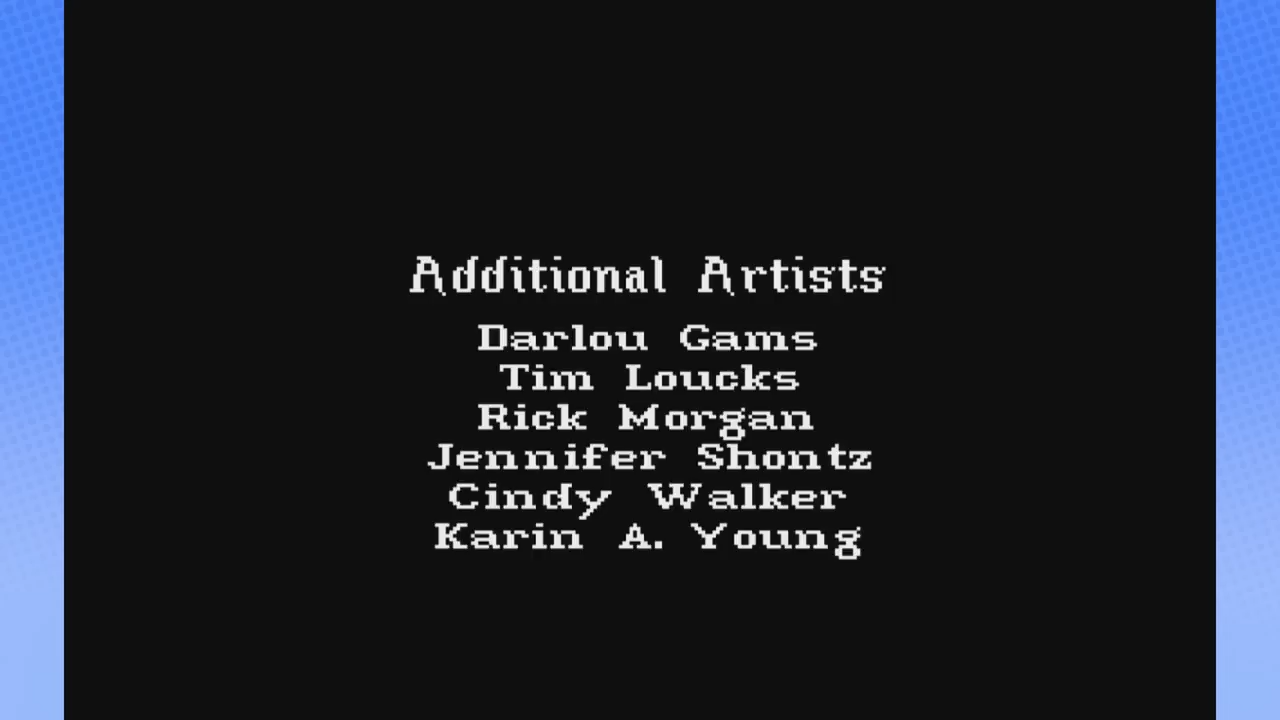 Additional Artists
Darlou Gams
Tim Loucks
Rick Morgan
Jennifer Shontz
Cindy Walker
Karin A. Young